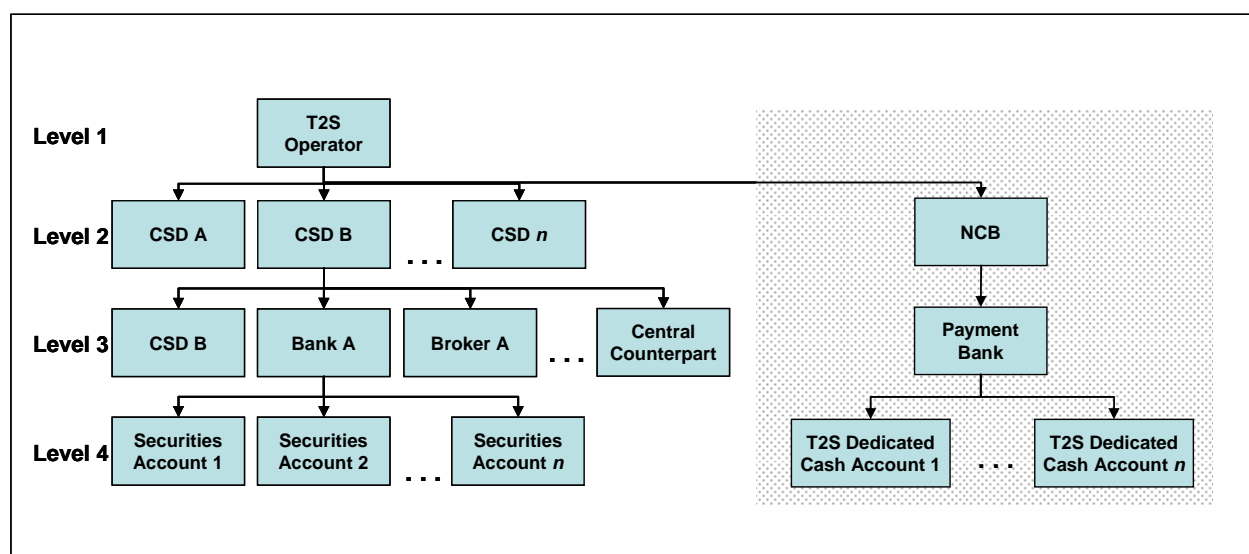 Level 1
T2S
Operator
Level 2
CSD A
CSD B
. . .
CSD n
NCB
Level 3
CSD B
Bank A
Broker A
. . .
Central
Counterpart
Payment
Bank
Level 4
Securities
Account 1
Securities
Account 2
. . .
Securities
Account n
T2S Dedicated
Cash Account 1
. . .
T2S Dedicated
Cash Account n